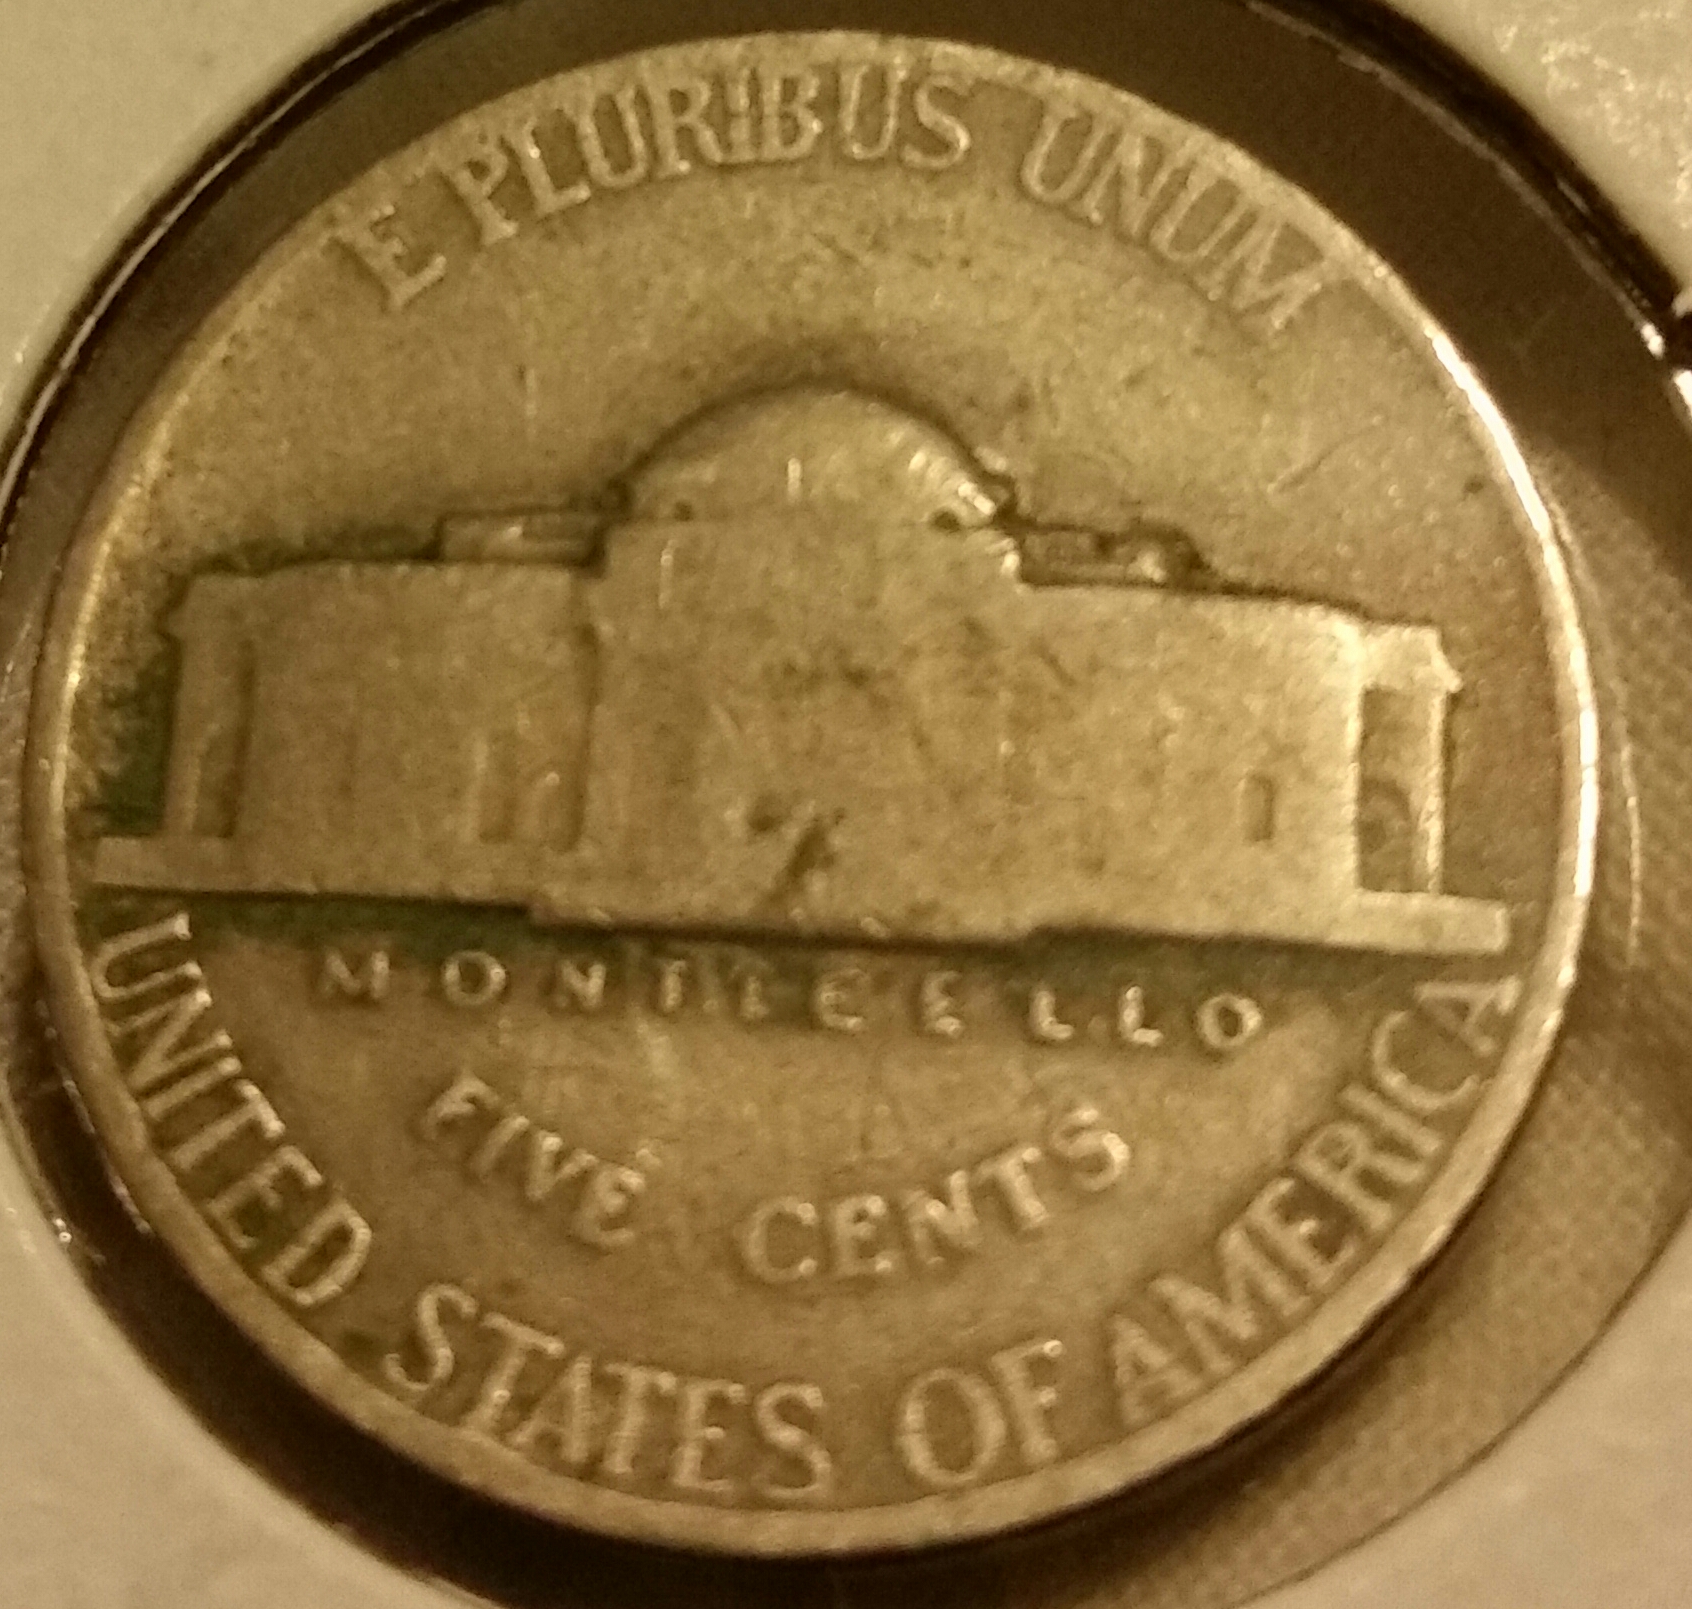 E PLURIBUS UNUM
MONTICELLO
FIVE CENTS
UNITED STATES OF AMERICA